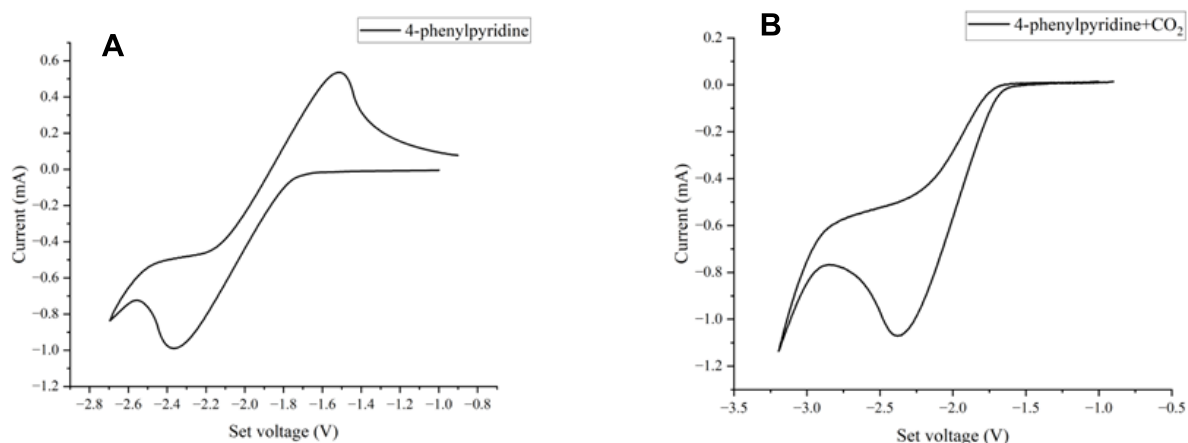 A
4-phenylpyridine
0.6
0.4
0.2
0.0
−0.2
−0.4
−0.6
−0.8
−1.0
−1.2
Current (mA)
−2.8 −2.6 −2.4 −2.2 −2.0 −1.8 −1.6 −1.4 −1.2 −1.0 −0.8
Set voltage (V)
B
4-phenylpyridine+CO₂
0.2
0.0
−0.2
−0.4
−0.6
−0.8
−1.0
−1.2
Current (mA)
−3.5 −3.0 −2.5 −2.0 −1.5 −1.0 −0.5
Set voltage (V)